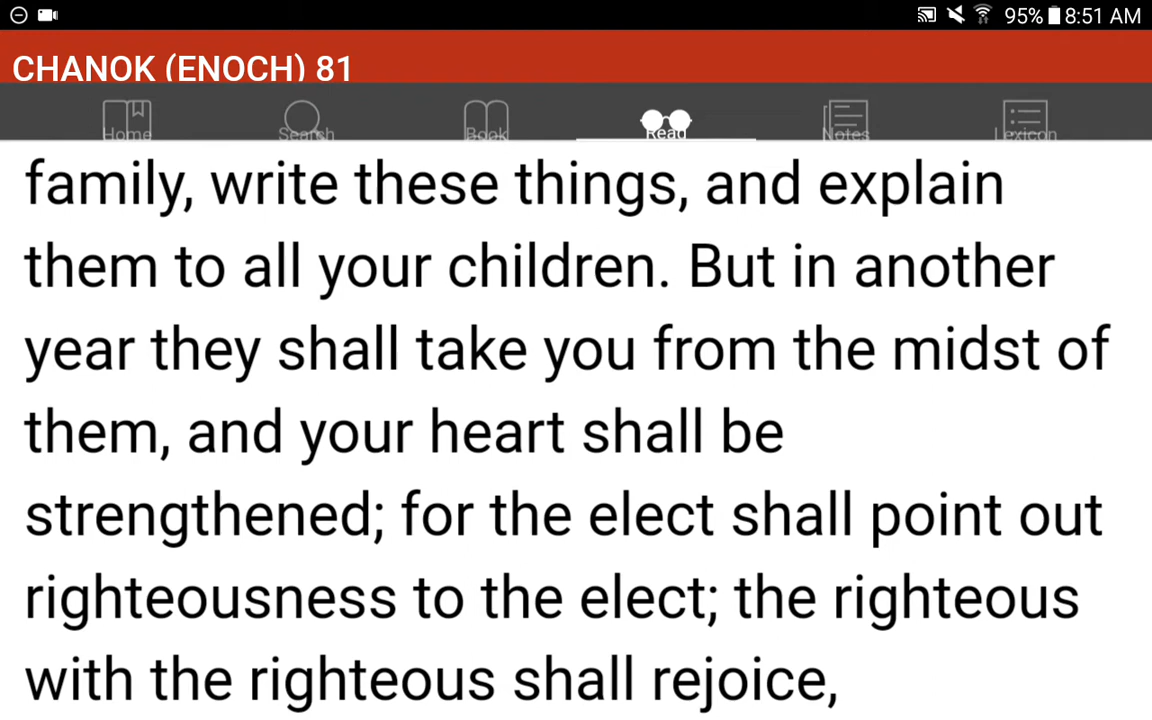 95% 8:51 AM
CHANOK (ENOCH) 81
Home Search Book Read Notes Lexicon
family, write these things, and explain
them to all your children. But in another
year they shall take you from the midst of
them, and your heart shall be
strengthened; for the elect shall point out
righteousness to the elect; the righteous
with the righteous shall rejoice,